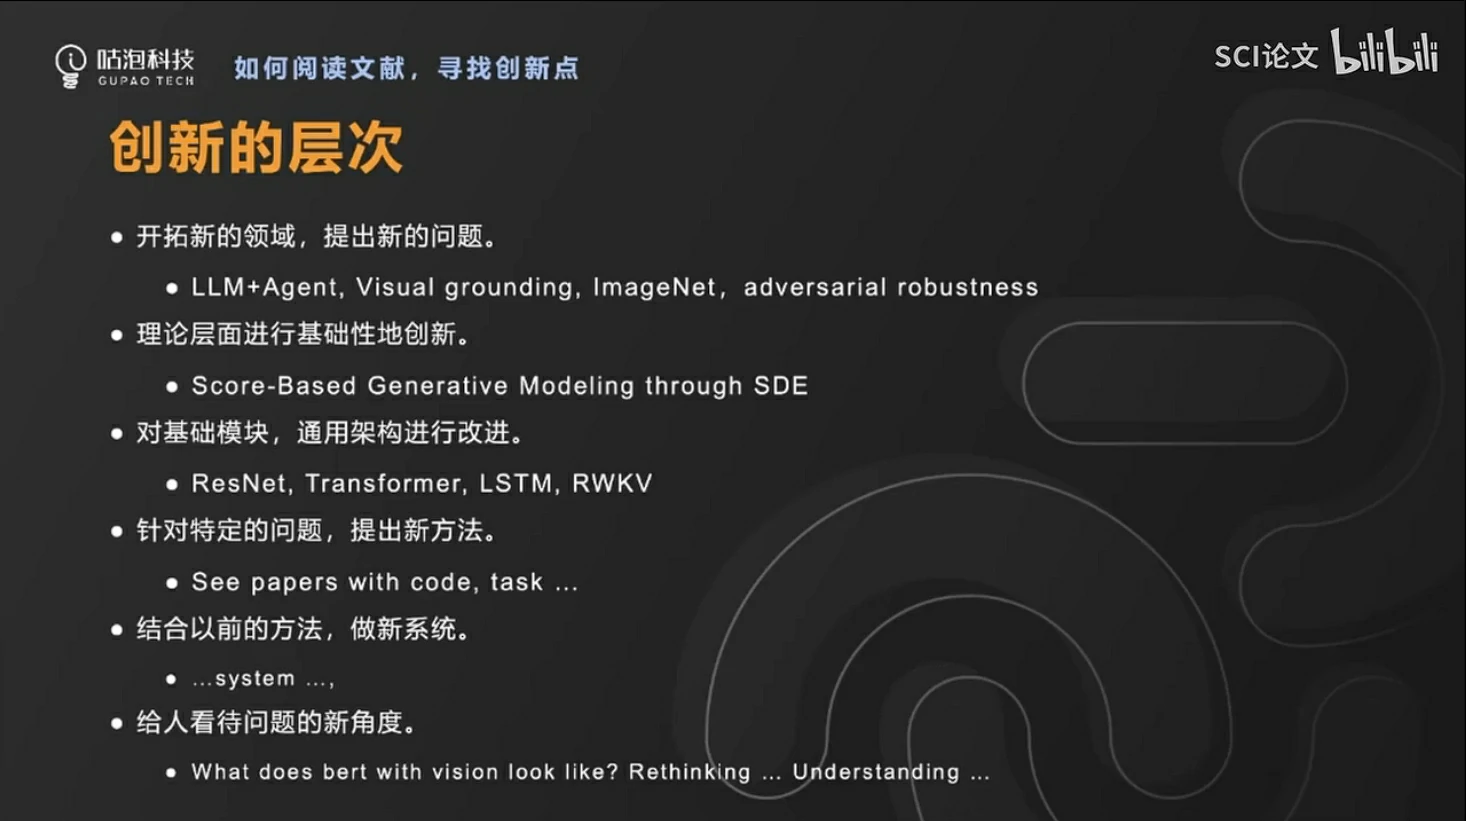 咕泡科技
GUPAO TECH
如何阅读文献，寻找创新点
SCI论文 bilibili
创新的层次
• 开拓新的领域，提出新的问题。
• LLM+Agent, Visual grounding, ImageNet，adversarial robustness
• 理论层面进行基础性地创新。
• Score-Based Generative Modeling through SDE
• 对基础模块，通用架构进行改进。
• ResNet, Transformer, LSTM, RWKV
• 针对特定的问题，提出新方法。
• See papers with code, task ...
• 结合以前的方法，做新系统。
• ...system ...,
• 给人看待问题的新角度。
• What does bert with vision look like? Rethinking ... Understanding ...